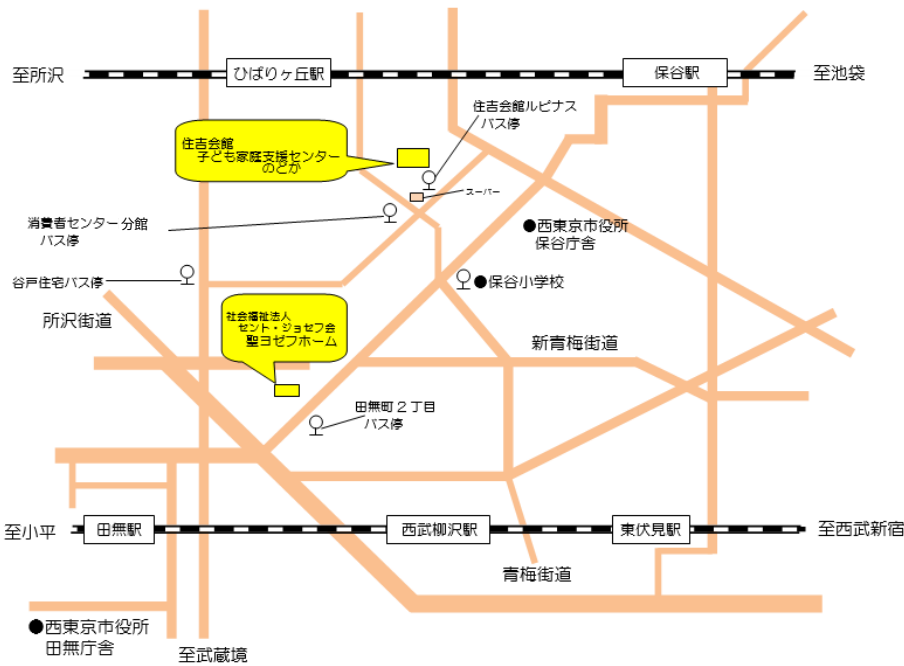 至所沢
ひばりヶ丘駅
保谷駅
至池袋
住吉会館ルピナス
バス停
住吉会館
子ども家庭支援センター
のどか
スーパー
消費者センター分館
バス停
●西東京市役所
保谷庁舎
谷戸住宅バス停
●保谷小学校
所沢街道
社会福祉法人
セント・ジョセフ会
聖ヨゼフホーム
新青梅街道
田無町2丁目
バス停
至小平
田無駅
西武柳沢駅
東伏見駅
至西武新宿
青梅街道
●西東京市役所
田無庁舎
至武蔵境